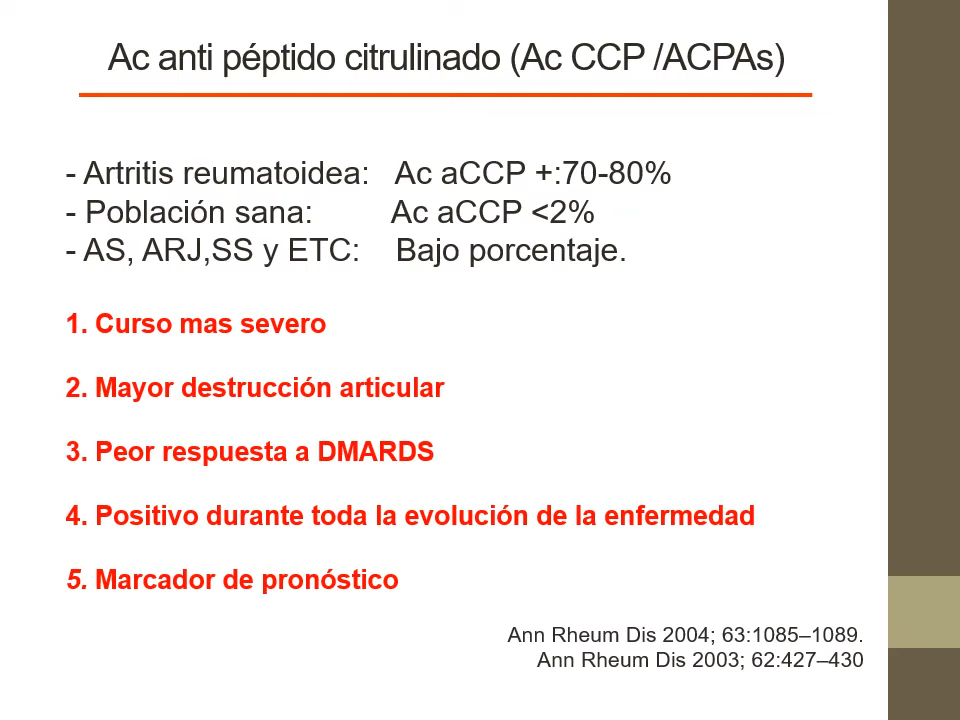 Ac anti péptido citrulinado (Ac CCP /ACPAs)
- Artritis reumatoidea: Ac aCCP +:70-80%
- Población sana: Ac aCCP <2%
- AS, ARJ,SS y ETC: Bajo porcentaje.
1. Curso mas severo
2. Mayor destrucción articular
3. Peor respuesta a DMARDS
4. Positivo durante toda la evolución de la enfermedad
5. Marcador de pronóstico
Ann Rheum Dis 2004; 63:1085–1089.
Ann Rheum Dis 2003; 62:427–430